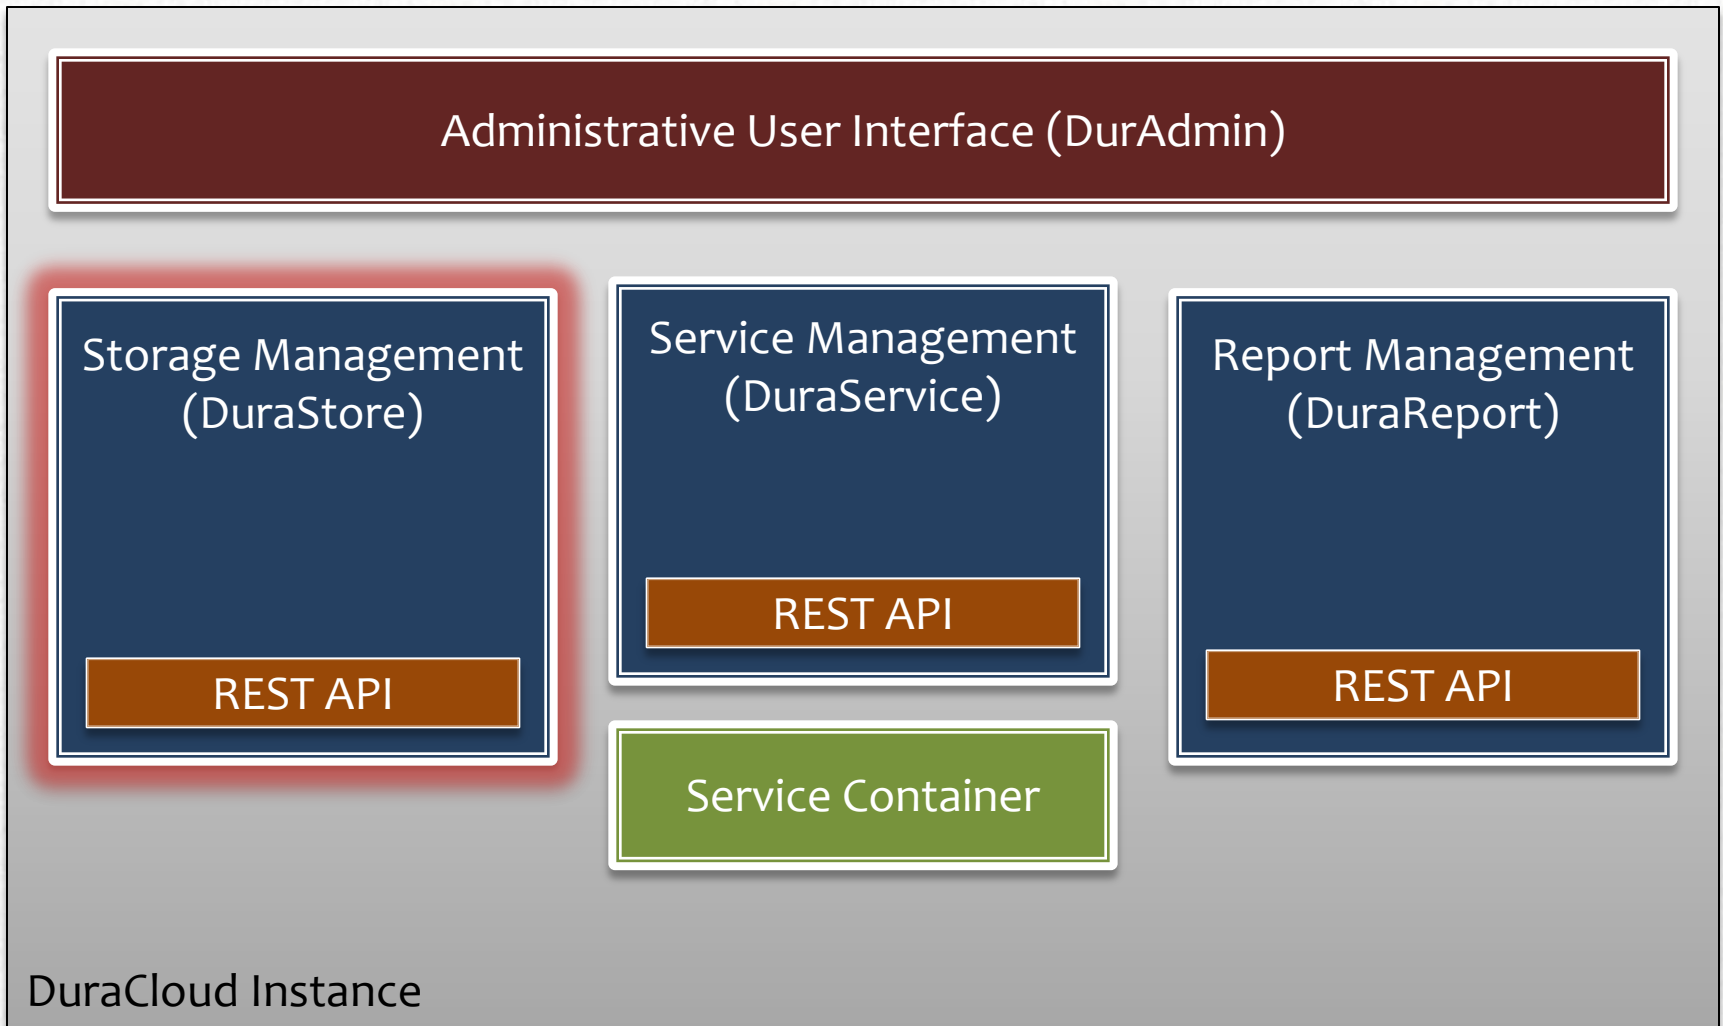 Administrative User Interface (DurAdmin)
Storage Management
(DuraStore)
REST API
Service Management
(DuraService)
REST API
Service Container
Report Management
(DuraReport)
REST API
DuraCloud Instance